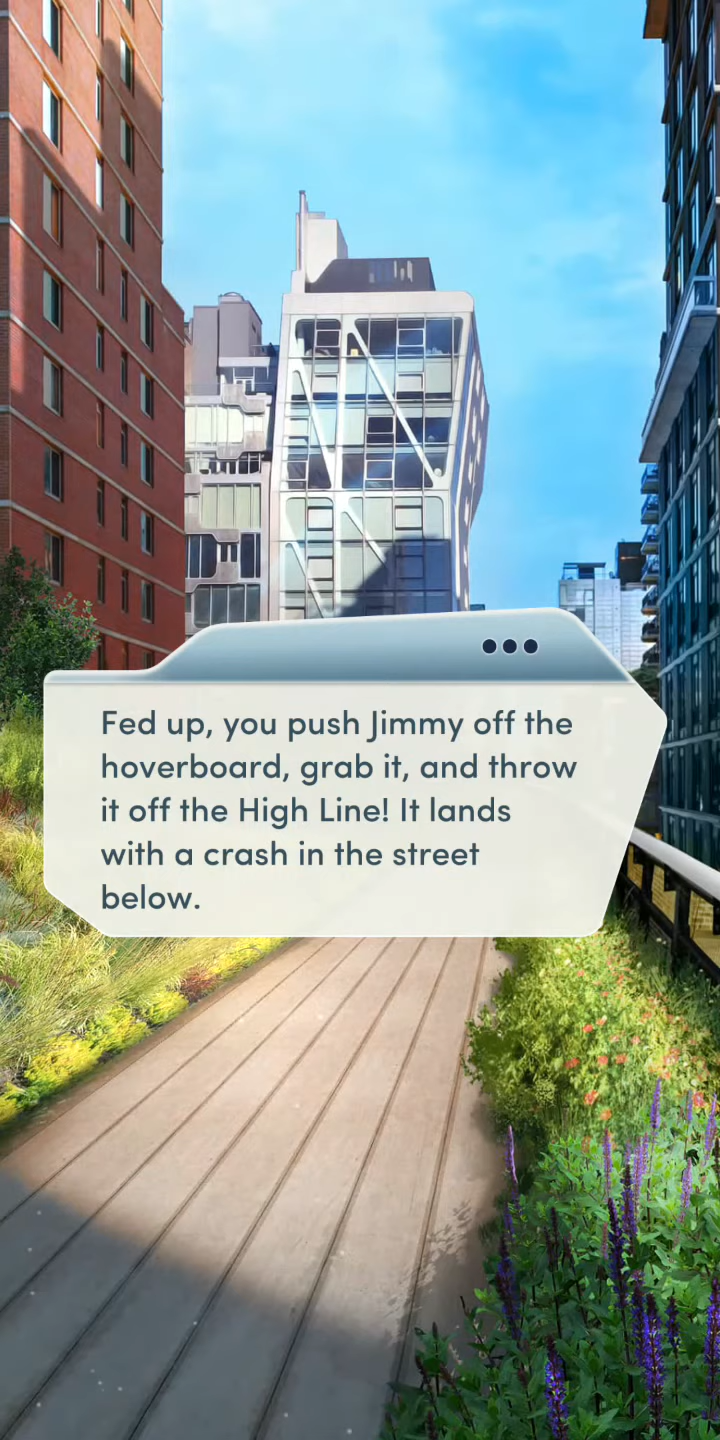 Fed up, you push Jimmy off the
hoverboard, grab it, and throw
it off the High Line! It lands
with a crash in the street
below.